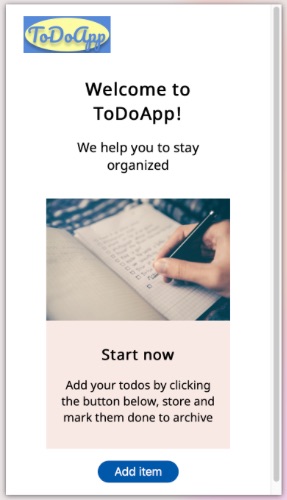 ToDoApp
Welcome to
ToDoApp!
We help you to stay
organized
Start now
Add your todos by clicking
the button below, store and
mark them done to archive
Add item